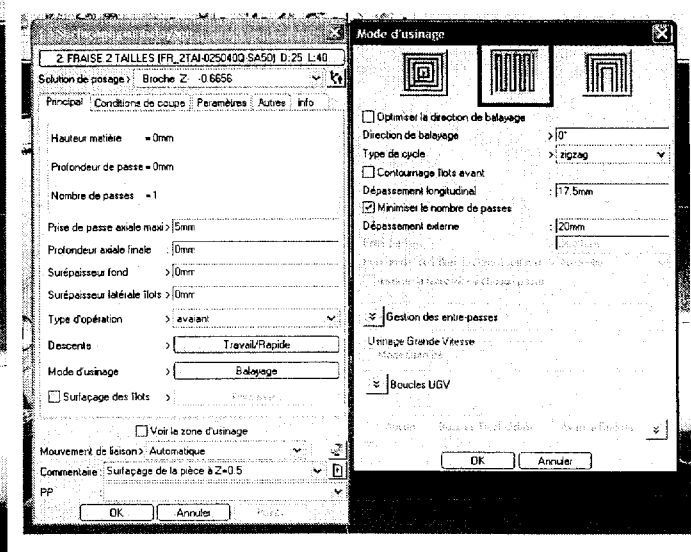 2: FRAISE 2 TAILLES [FR_2TAI-025040Q-SA50] D:25 L:40
Solution de posage > Broche Z- -0.6656
Principal Conditions de coupe Paramètres Autres info
Hauteur matière = 0mm
Profondeur de passe = 0mm
Nombre de passes = 1
Prise de passe axiale maxi > 5mm
Profondeur axiale finale : 0mm
Surépaisseur fond > 0mm
Surépaisseur latérale îlots > 0mm
Type d'opération > avalant
Descente > Travail/Rapide
Mode d'usinage > Balayage
Surfaçage des îlots >
Voir la zone d'usinage
Mouvement de liaison > Automatique
Commentaire : Surfaçage de la pièce à Z=0.5
PP :
OK Annuler
Mode d'usinage
Optimiser la direction de balayage
Direction de balayage > 0°
Type de cycle > zigzag
Contournage îlots avant
Dépassement longitudinal : 17.5mm
Minimiser le nombre de passes
Dépassement externe : 20mm
Gestion des entre-passes
Usinage Grande Vitesse
Boucles UGV
OK Annuler